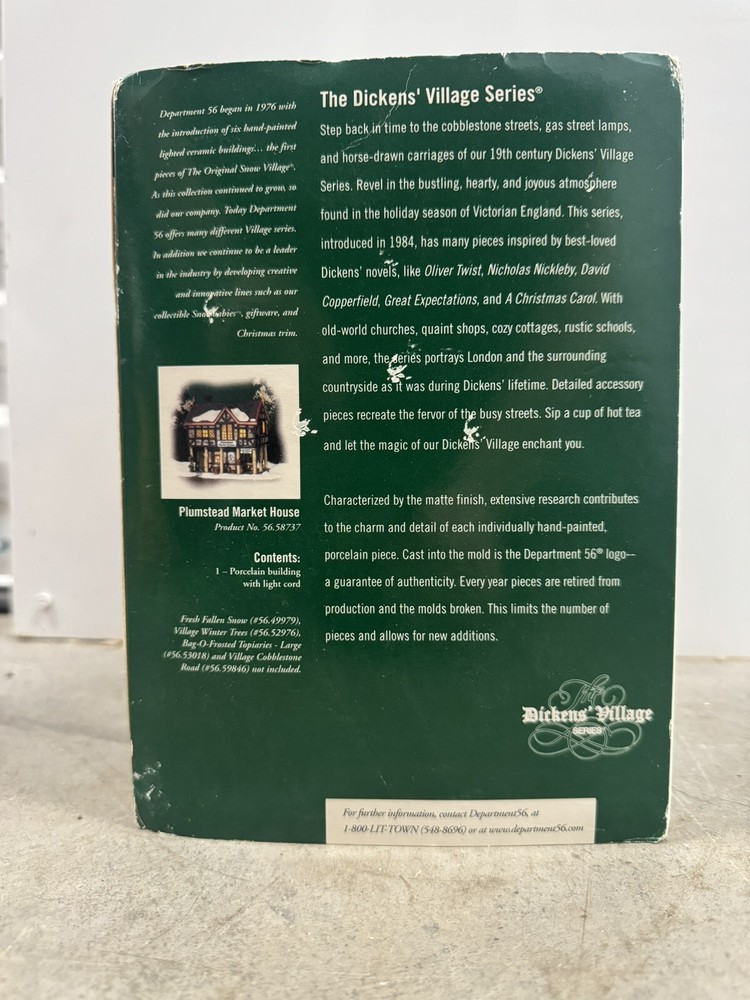 Department 56 began in 1976 with
the introduction of six hand-painted
lighted ceramic buildings... the first
pieces of The Original Snow Village®.
As this collection continued to grow, so
did our company. Today Department
56 offers many different Village series.
In addition we continue to be a leader
in the industry by developing creative
and innovative lines such as our
collectible Snowbabies™, giftware, and
Christmas trim.
Plumstead Market House
Product No. 56.58737
Contents:
1 – Porcelain building
with light cord
Fresh Fallen Snow (#56.49979),
Village Winter Trees (#56.52976),
Bag-O-Frosted Topiaries - Large
(#56.53018) and Village Cobblestone
Road (#56.59846) not included.
The Dickens' Village Series®
Step back in time to the cobblestone streets, gas street lamps,
and horse-drawn carriages of our 19th century Dickens' Village
Series. Revel in the bustling, hearty, and joyous atmosphere
found in the holiday season of Victorian England. This series,
introduced in 1984, has many pieces inspired by best-loved
Dickens' novels, like Oliver Twist, Nicholas Nickleby, David
Copperfield, Great Expectations, and A Christmas Carol. With
old-world churches, quaint shops, cozy cottages, rustic schools,
and more, the series portrays London and the surrounding
countryside as it was during Dickens' lifetime. Detailed accessory
pieces recreate the fervor of the busy streets. Sip a cup of hot tea
and let the magic of our Dickens' Village enchant you.
Characterized by the matte finish, extensive research contributes
to the charm and detail of each individually hand-painted,
porcelain piece. Cast into the mold is the Department 56® logo--
a guarantee of authenticity. Every year pieces are retired from
production and the molds broken. This limits the number of
pieces and allows for new additions.
The
Dickens' Village
SERIES®
For further information, contact Department56, at
1-800-LIT-TOWN (548-8696) or at www.department56.com